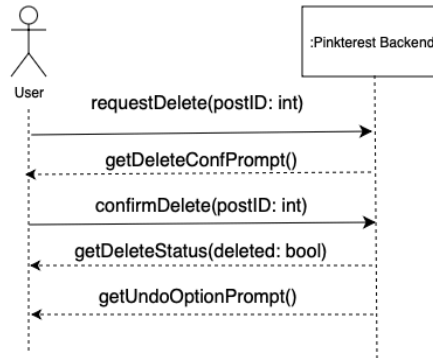 :Pinkterest Backend
User
requestDelete(postID: int)
getDeleteConfPrompt()
confirmDelete(postID: int)
getDeleteStatus(deleted: bool)
getUndoOptionPrompt()